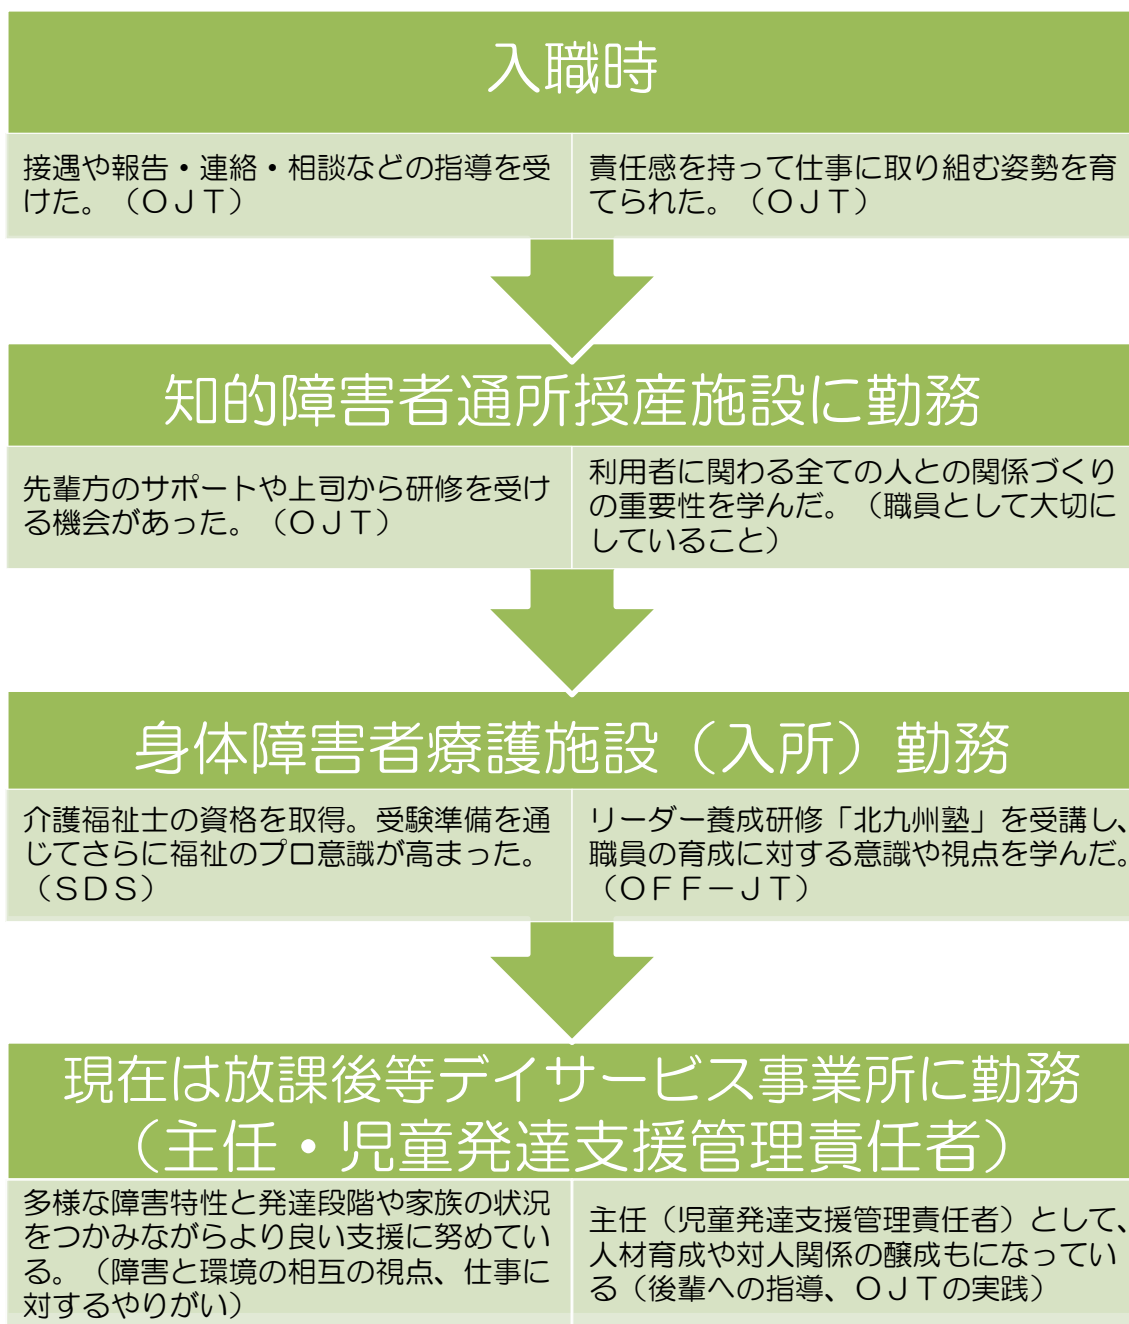 入職時
接遇や報告・連絡・相談などの指導を受
けた。（ＯＪＴ）
責任感を持って仕事に取り組む姿勢を育
てられた。（ＯＪＴ）
知的障害者通所授産施設に勤務
先輩方のサポートや上司から研修を受け
る機会があった。（ＯＪＴ）
利用者に関わる全ての人との関係づくり
の重要性を学んだ。（職員として大切に
していること）
身体障害者療護施設（入所）勤務
介護福祉士の資格を取得。受験準備を通
じてさらに福祉のプロ意識が高まった。
（ＳＤＳ）
リーダー養成研修「北九州塾」を受講し、
職員の育成に対する意識や視点を学んだ。
（ＯＦＦ－ＪＴ）
現在は放課後等デイサービス事業所に勤務
（主任・児童発達支援管理責任者）
多様な障害特性と発達段階や家族の状況
をつかみながらより良い支援に努めてい
る。（障害と環境の相互の視点、仕事に
対するやりがい）
主任（児童発達支援管理責任者）として、
人材育成や対人関係の醸成もになってい
る（後輩への指導、ＯＪＴの実践）